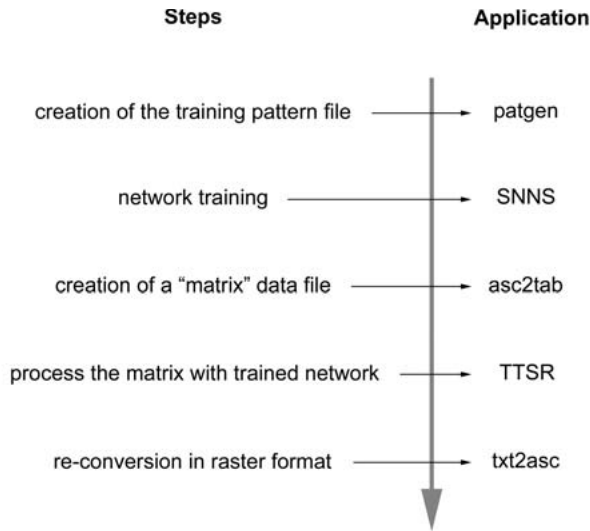 Steps Application
creation of the training pattern file patgen
network training SNNS
creation of a “matrix” data file asc2tab
process the matrix with trained network TTSR
re-conversion in raster format txt2asc